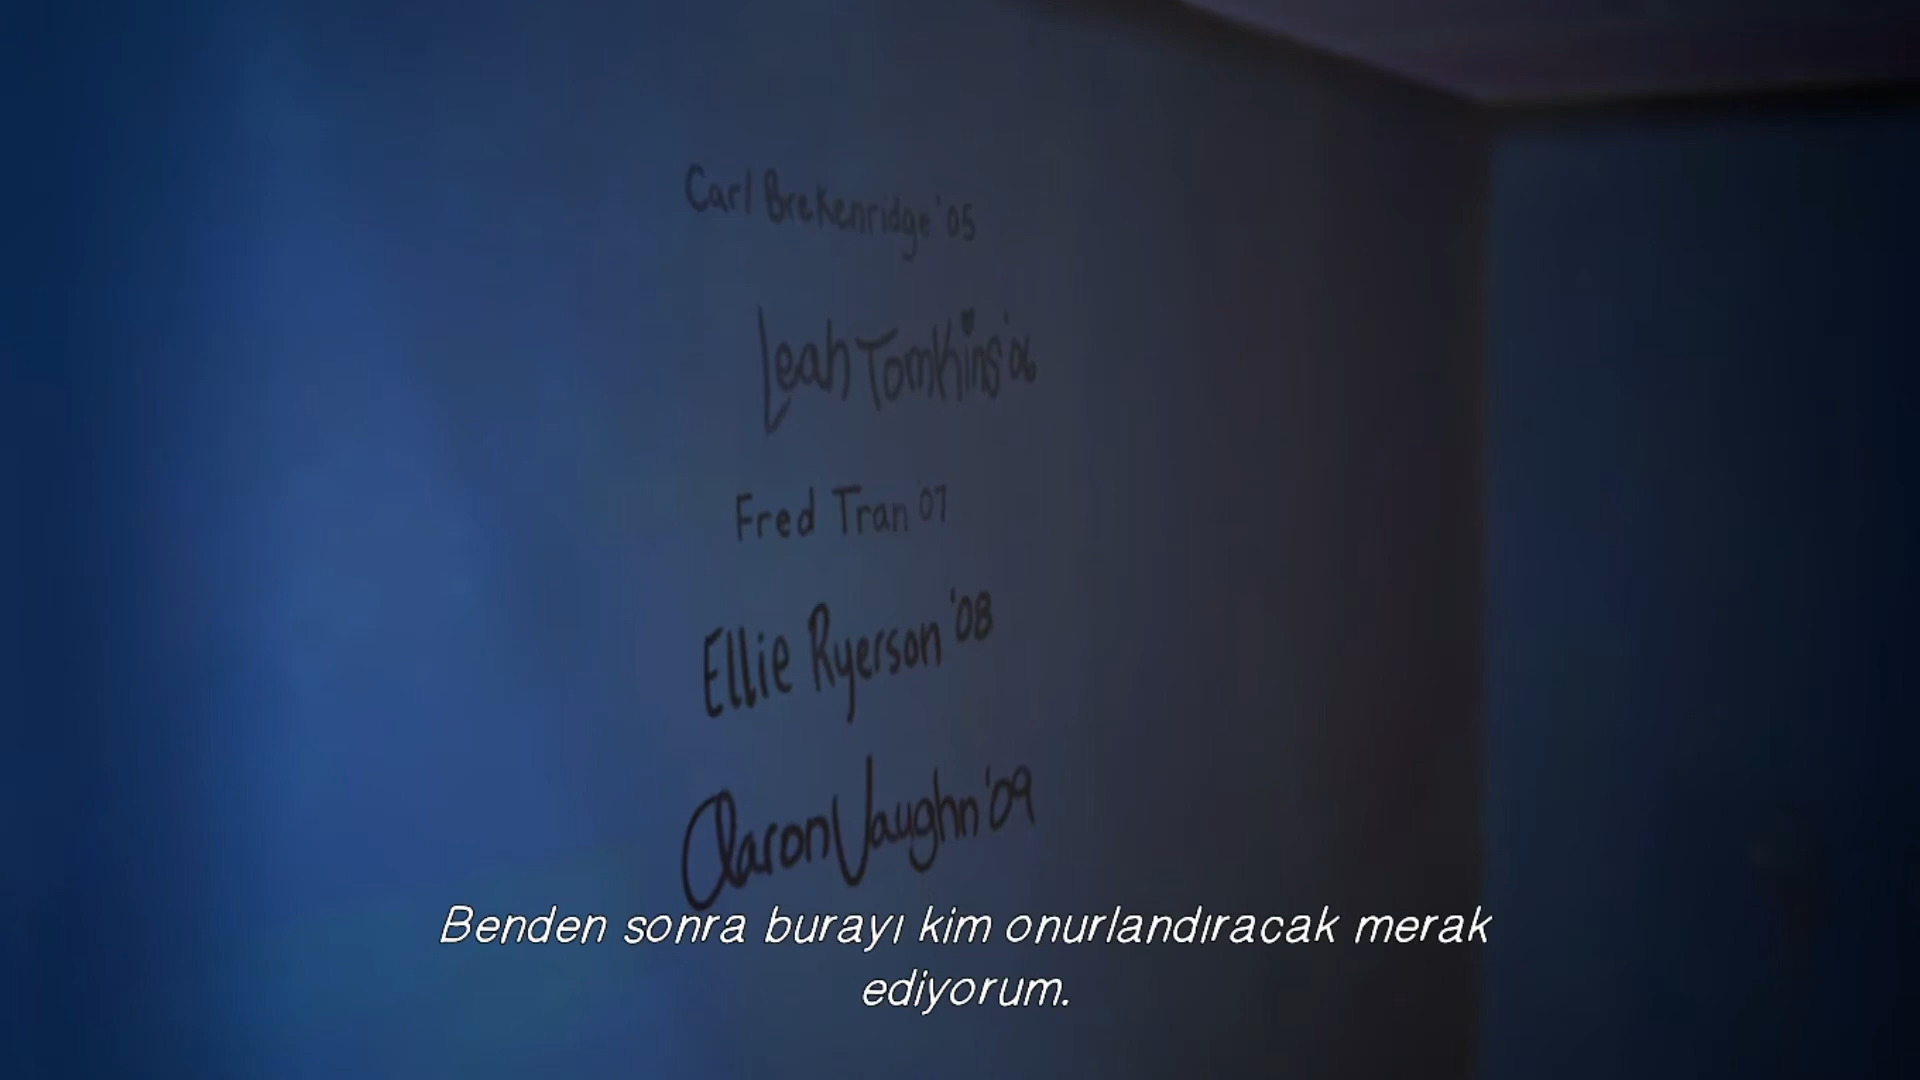 Carl Brekenridge '05
Leah Tomkins '06
Fred Tran '07
Ellie Ryerson '08
Aaron Vaughn '09
Benden sonra burayı kim onurlandıracak merak
ediyorum.